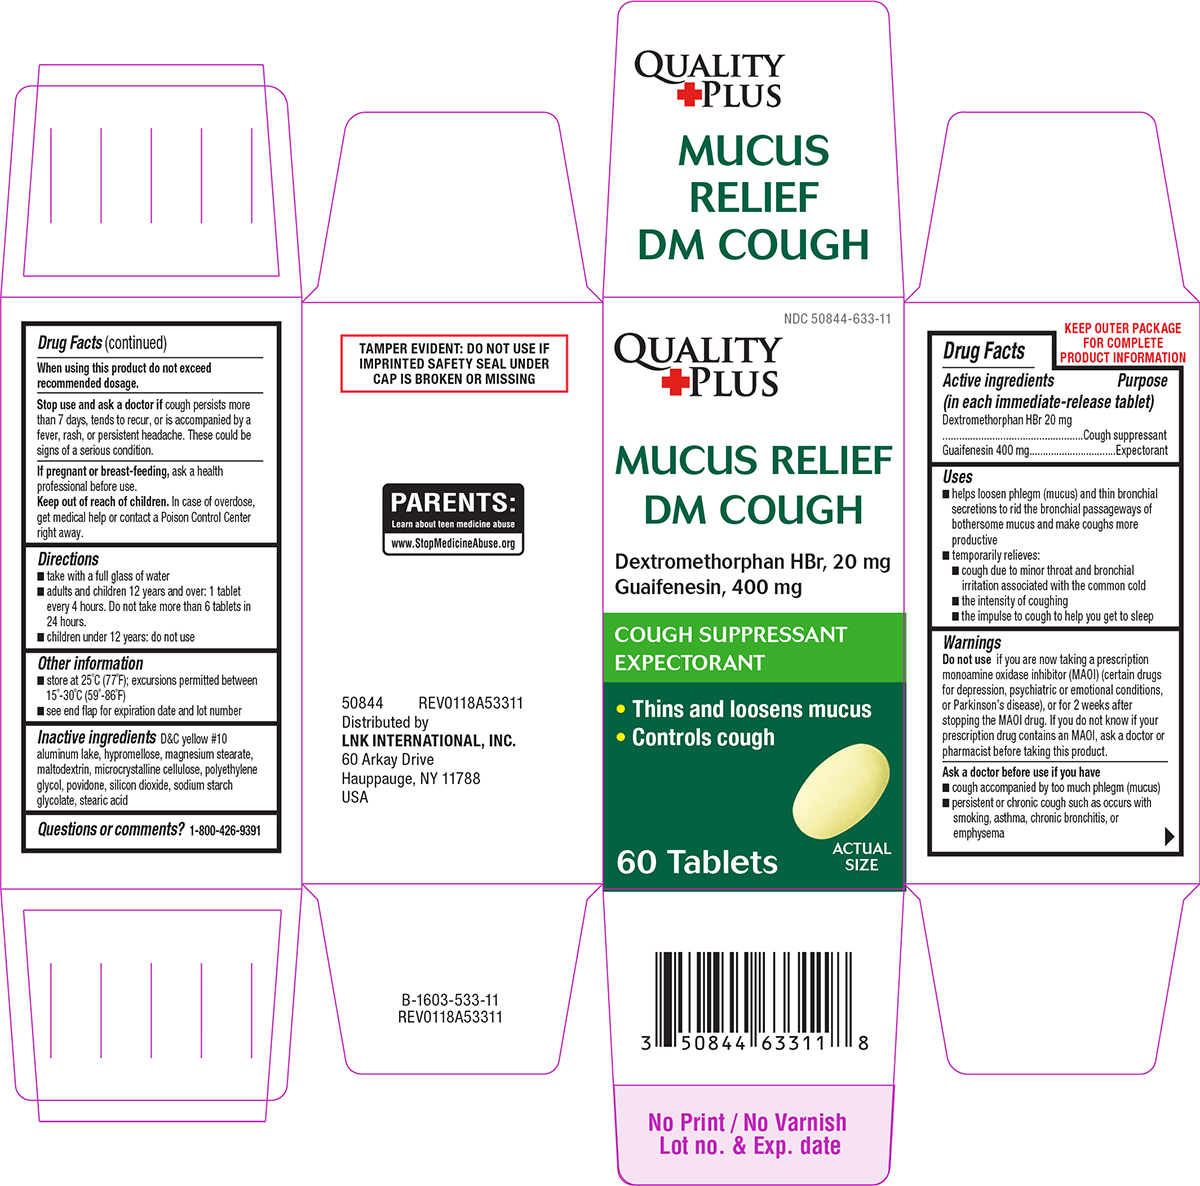 QUALITY
PLUS
MUCUS
RELIEF
DM COUGH
Drug Facts (continued)
When using this product do not exceed
recommended dosage.
Stop use and ask a doctor if cough persists more
than 7 days, tends to recur, or is accompanied by a
fever, rash, or persistent headache. These could be
signs of a serious condition.
If pregnant or breast-feeding, ask a health
professional before use.
Keep out of reach of children. In case of overdose,
get medical help or contact a Poison Control Center
right away.
Directions
■ take with a full glass of water
■ adults and children 12 years and over: 1 tablet
every 4 hours. Do not take more than 6 tablets in
24 hours.
■ children under 12 years: do not use
Other information
■ store at 25°C (77°F); excursions permitted between
15°-30°C (59°-86°F)
■ see end flap for expiration date and lot number
Inactive ingredients D&C yellow #10
aluminum lake, hypromellose, magnesium stearate,
maltodextrin, microcrystalline cellulose, polyethylene
glycol, povidone, silicon dioxide, sodium starch
glycolate, stearic acid
Questions or comments? 1-800-426-9391
TAMPER EVIDENT: DO NOT USE IF
IMPRINTED SAFETY SEAL UNDER
CAP IS BROKEN OR MISSING
PARENTS:
Learn about teen medicine abuse
www.StopMedicineAbuse.org
50844 REV0118A53311
Distributed by
LNK INTERNATIONAL, INC.
60 Arkay Drive
Hauppauge, NY 11788
USA
B-1603-533-11
REV0118A53311
NDC 50844-633-11
QUALITY
PLUS
MUCUS RELIEF
DM COUGH
Dextromethorphan HBr, 20 mg
Guaifenesin, 400 mg
COUGH SUPPRESSANT
EXPECTORANT
• Thins and loosens mucus
• Controls cough
60 Tablets
ACTUAL
SIZE
3 50844 63311 8
No Print / No Varnish
Lot no. & Exp. date
KEEP OUTER PACKAGE
FOR COMPLETE
PRODUCT INFORMATION
Drug Facts
Active ingredients Purpose
(in each immediate-release tablet)
Dextromethorphan HBr 20 mg
......................................................Cough suppressant
Guaifenesin 400 mg.................................Expectorant
Uses
■ helps loosen phlegm (mucus) and thin bronchial
secretions to rid the bronchial passageways of
bothersome mucus and make coughs more
productive
■ temporarily relieves:
■ cough due to minor throat and bronchial
irritation associated with the common cold
■ the intensity of coughing
■ the impulse to cough to help you get to sleep
Warnings
Do not use if you are now taking a prescription
monoamine oxidase inhibitor (MAOI) (certain drugs
for depression, psychiatric or emotional conditions,
or Parkinson's disease), or for 2 weeks after
stopping the MAOI drug. If you do not know if your
prescription drug contains an MAOI, ask a doctor or
pharmacist before taking this product.
Ask a doctor before use if you have
■ cough accompanied by too much phlegm (mucus)
■ persistent or chronic cough such as occurs with
smoking, asthma, chronic bronchitis, or
emphysema